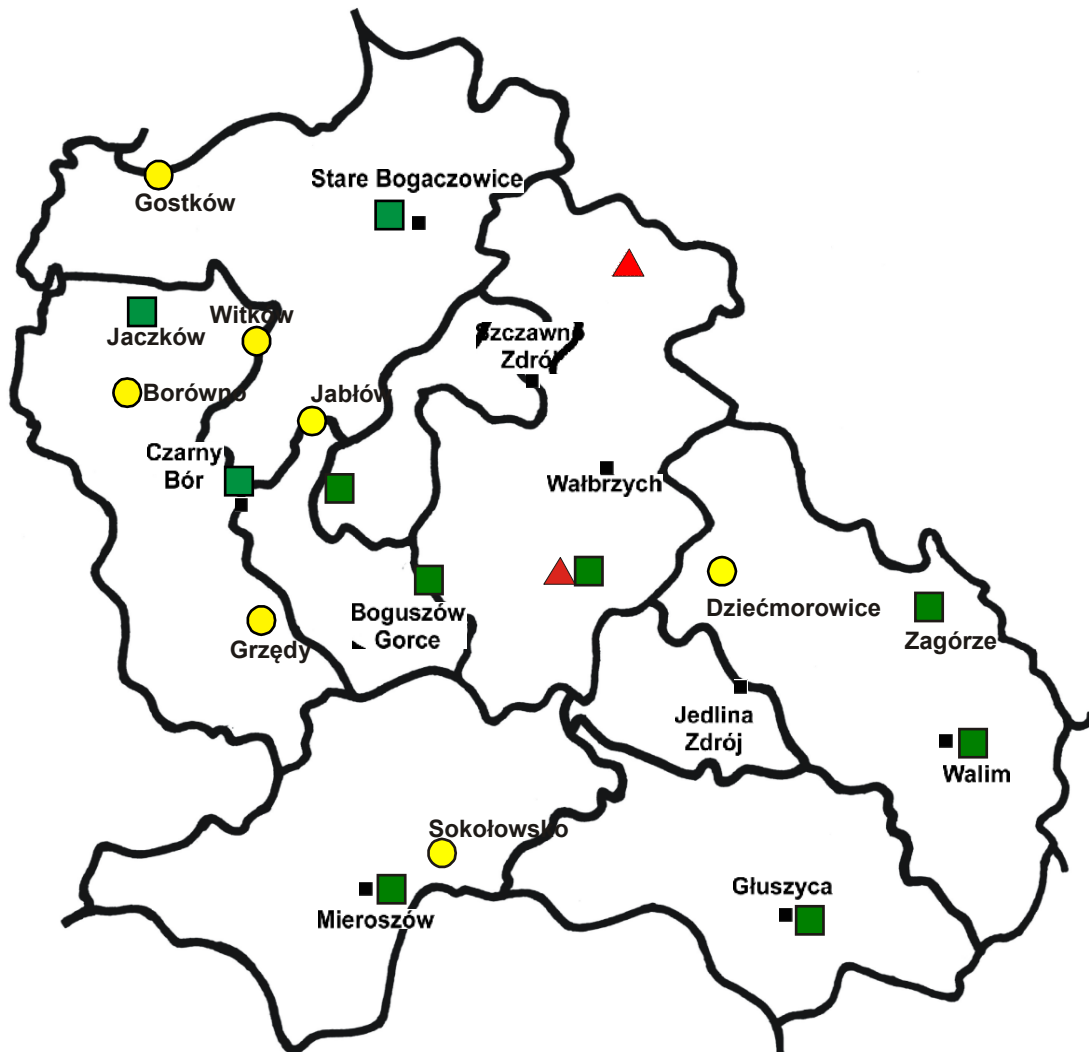 Stare Bogaczowice
Gostków
Witków
Jaczków
Szczawno
Zdrój
Borówno
Jabłów
Czarny
Bór
Wałbrzych
Boguszów
Gorce
Dziećmorowice
Zagórze
Grzędy
Jedlina
Zdrój
Walim
Sokołowsko
Głuszyca
Mieroszów